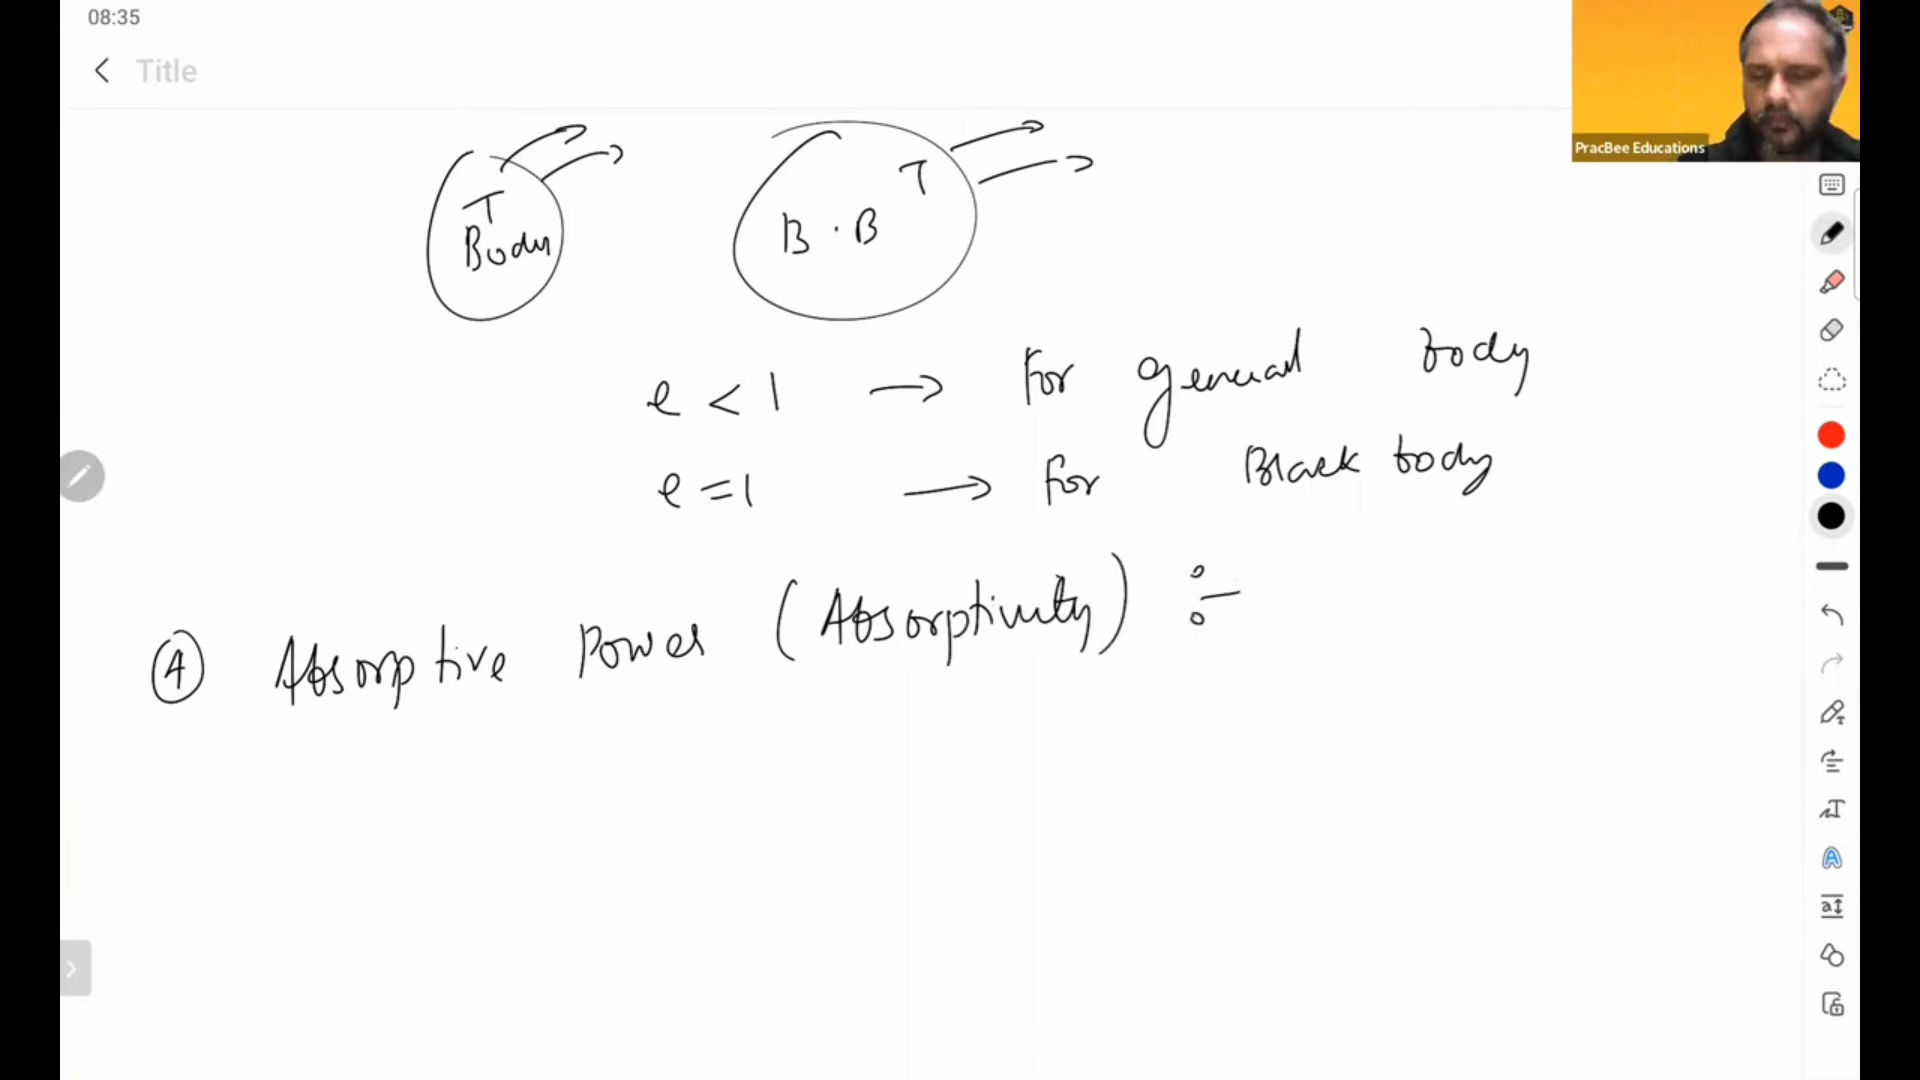 08:35
Title
PracBee Educations
T T
Body B.B
e < 1 → For general body
e = 1 → For Black body
④ Absorptive Power (Absorptivity) :-